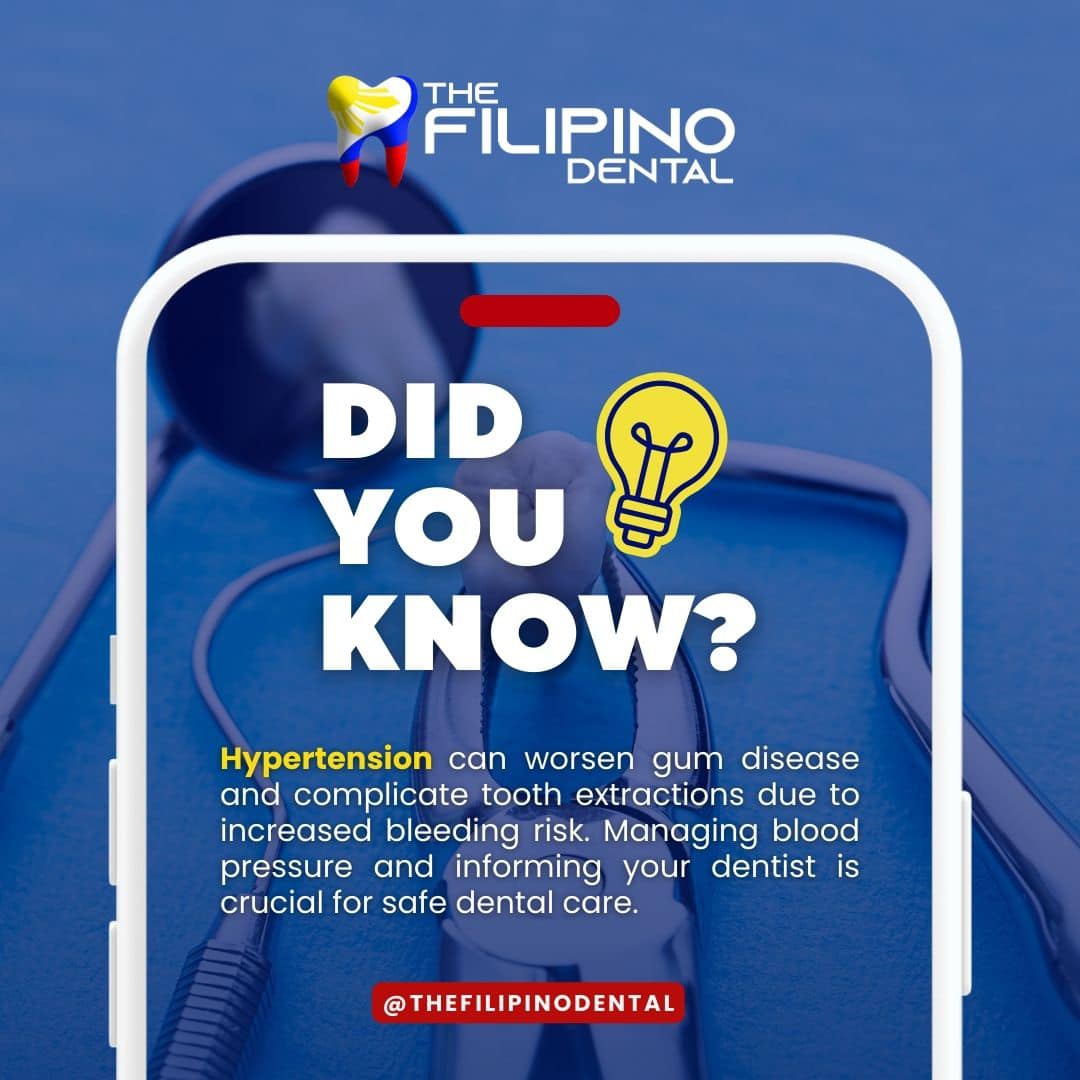 THE
FILIPINO
DENTAL
DID
YOU
KNOW?
Hypertension can worsen gum disease
and complicate tooth extractions due to
increased bleeding risk. Managing blood
pressure and informing your dentist is
crucial for safe dental care.
@THEFILIPINODENTAL